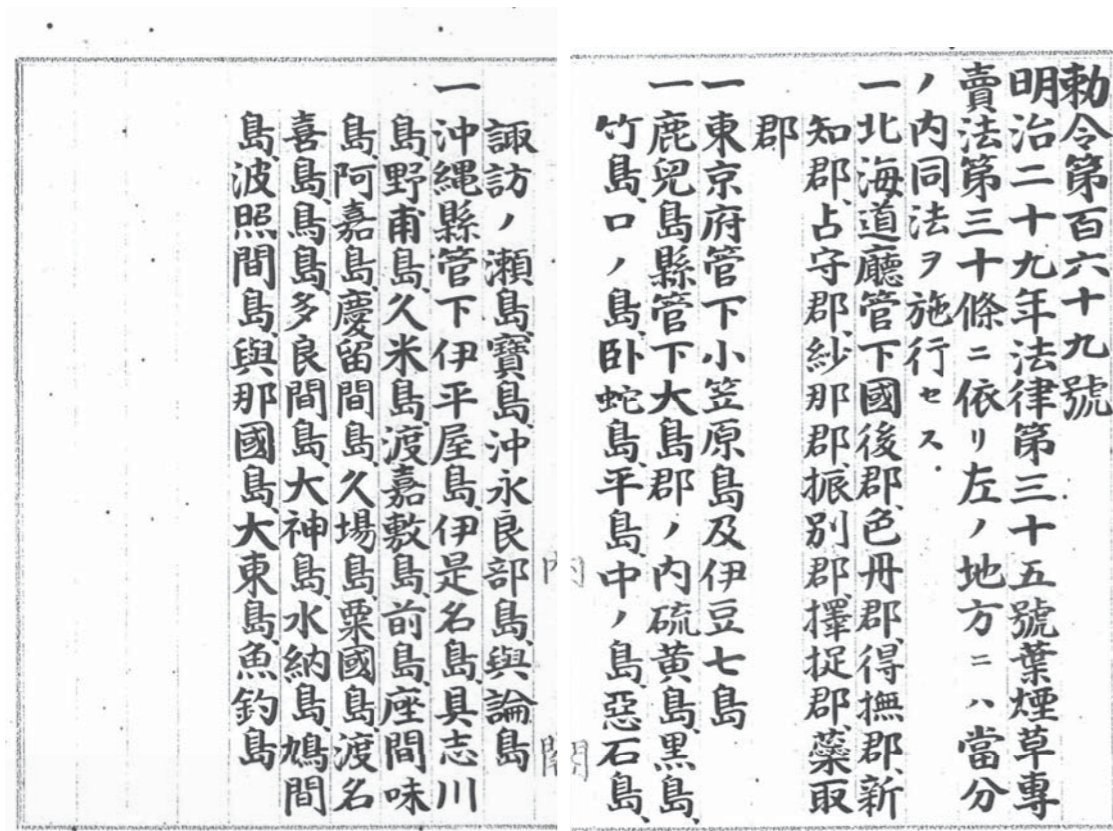 勅令第百六十九號
明治二十九年法律第三十五號葉煙草專
賣法第三十條ニ依リ左ノ地方ニハ當分
ノ内同法ヲ施行セス
一北海道廳管下國後郡、色丹郡、得撫郡、新
知郡、占守郡、紗那郡、振別郡、擇捉郡、蘂取
郡
一東京府管下小笠原島及伊豆七島
一鹿兒島縣管下大島郡ノ内硫黄島、黒島、
竹島、口ノ島、卧蛇島、平島、中ノ島、惡石島、
諏訪ノ瀬島、寶島、沖永良部島、與論島
一沖縄縣管下伊平屋島、伊是名島、具志川
島、野甫島、久米島、渡嘉敷島、前島、座間味
島、阿嘉島、慶留間島、久場島、粟國島、渡名
喜島、鳥島、多良間島、大神島、水納島、鳩間
島、波照間島、與那國島、大東島、魚釣島
内
閣